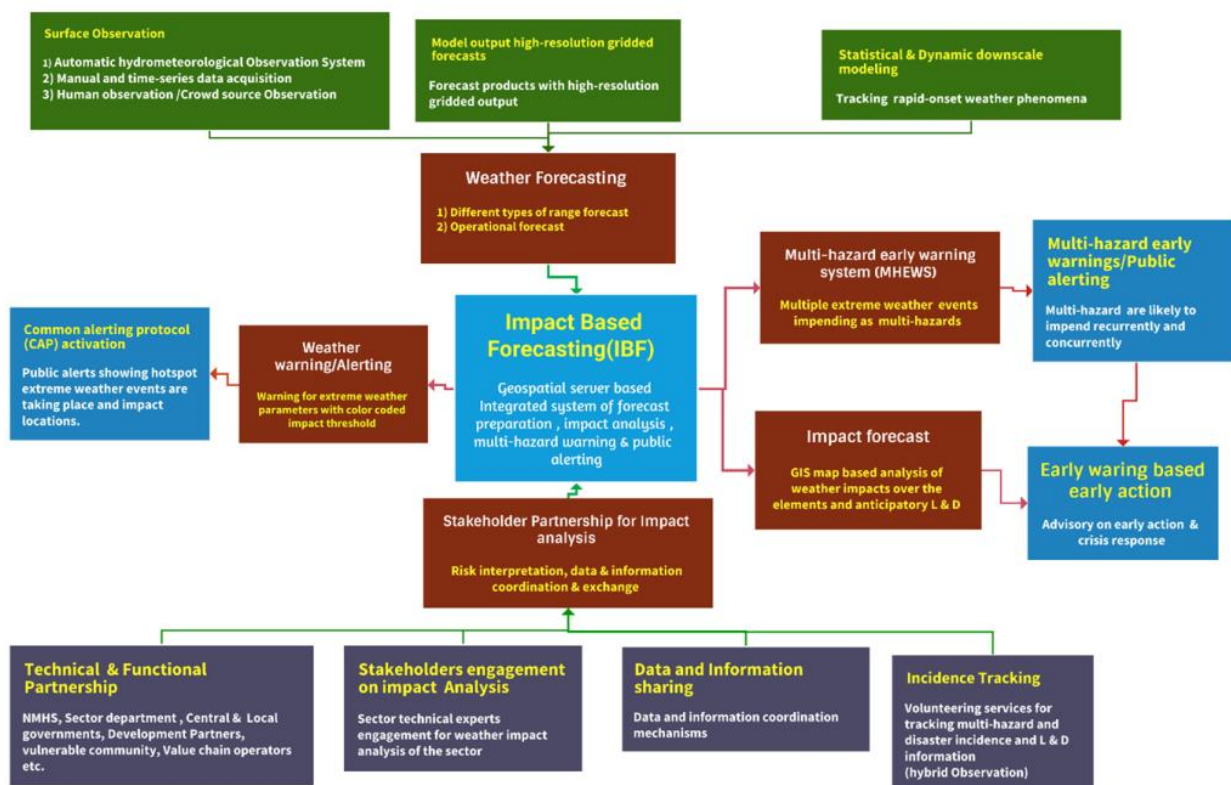 Surface Observation
1) Automatic hydrometeorological Observation System
2) Manual and time-series data acquisition
3) Human observation /Crowd source Observation
Model output high-resolution gridded
forecasts
Forecast products with high-resolution
gridded output
Statistical & Dynamic downscale
modeling
Tracking rapid-onset weather phenomena
Weather Forecasting
1) Different types of range forecast
2) Operational forecast
Multi-hazard early warning
system (MHEWS)
Multiple extreme weather events
impending as multi-hazards
Multi-hazard early
warnings/Public
alerting
Multi-hazard are likely to
impend recurrently and
concurrently
Common alerting protocol
(CAP) activation
Public alerts showing hotspot
extreme weather events are
taking place and impact
locations.
Weather
warning/Alerting
Warning for extreme weather
parameters with color coded
impact threshold
Impact Based
Forecasting(IBF)
Geospatial server based
Integrated system of forecast
preparation , impact analysis ,
multi-hazard warning & public
alerting
Impact forecast
GIS map based analysis of
weather impacts over the
elements and anticipatory L & D
Early waring based
early action
Advisory on early action &
crisis response
Stakeholder Partnership for Impact
analysis
Risk interpretation, data & information
coordination & exchange
Technical & Functional
Partnership
NMHS, Sector department , Central & Local
governments, Development Partners,
vulnerable community, Value chain operators
etc.
Stakeholders engagement
on impact Analysis
Sector technical experts
engagement for weather impact
analysis of the sector
Data and Information
sharing
Data and information coordination
mechanisms
Incidence Tracking
Volunteering services for
tracking multi-hazard and
disaster incidence and L & D
information
(hybrid Observation)